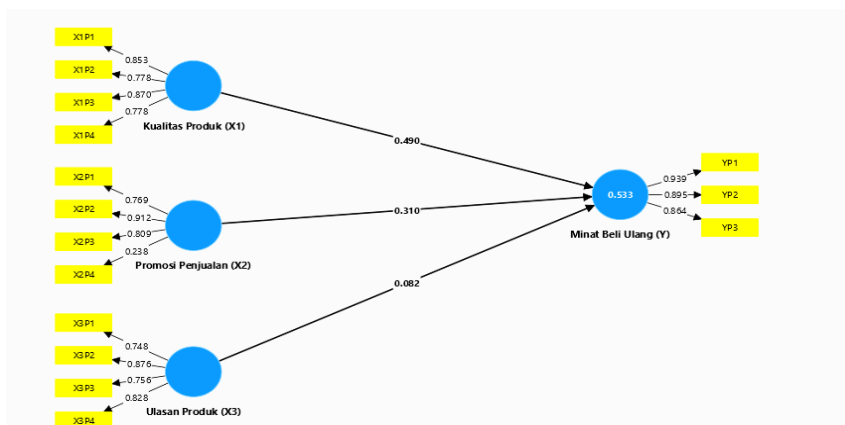 X1P1
0.853
X1P2
0.778
X1P3
0.870
X1P4
0.778
Kualitas Produk (X1)
0.490
X2P1
0.769
X2P2
0.912
X2P3
0.809
X2P4
0.238
Promosi Penjualan (X2)
0.310
X3P1
0.748
X3P2
0.876
X3P3
0.756
X3P4
0.828
Ulasan Produk (X3)
0.082
0.533
Minat Beli Ulang (Y)
YP1
0.939
YP2
0.895
YP3
0.864